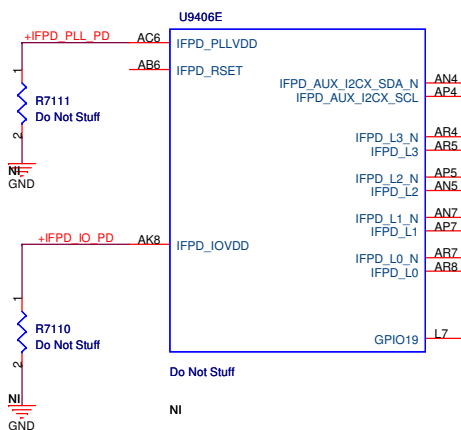 U9406E
+IFPD_PLL_PD
AC6
IFPD_PLLVDD
AB6
IFPD_RSET
1
R7111
Do Not Stuff
2
NI
GND
IFPD_AUX_I2CX_SDA_N
AN4
IFPD_AUX_I2CX_SCL
AP4
IFPD_L3_N
AR4
IFPD_L3
AR5
IFPD_L2_N
AP5
IFPD_L2
AN5
IFPD_L1_N
AN7
IFPD_L1
AP7
+IFPD_IO_PD
AK8
IFPD_IOVDD
IFPD_L0_N
AR7
IFPD_L0
AR8
1
R7110
Do Not Stuff
2
NI
GND
GPIO19
L7
Do Not Stuff
NI